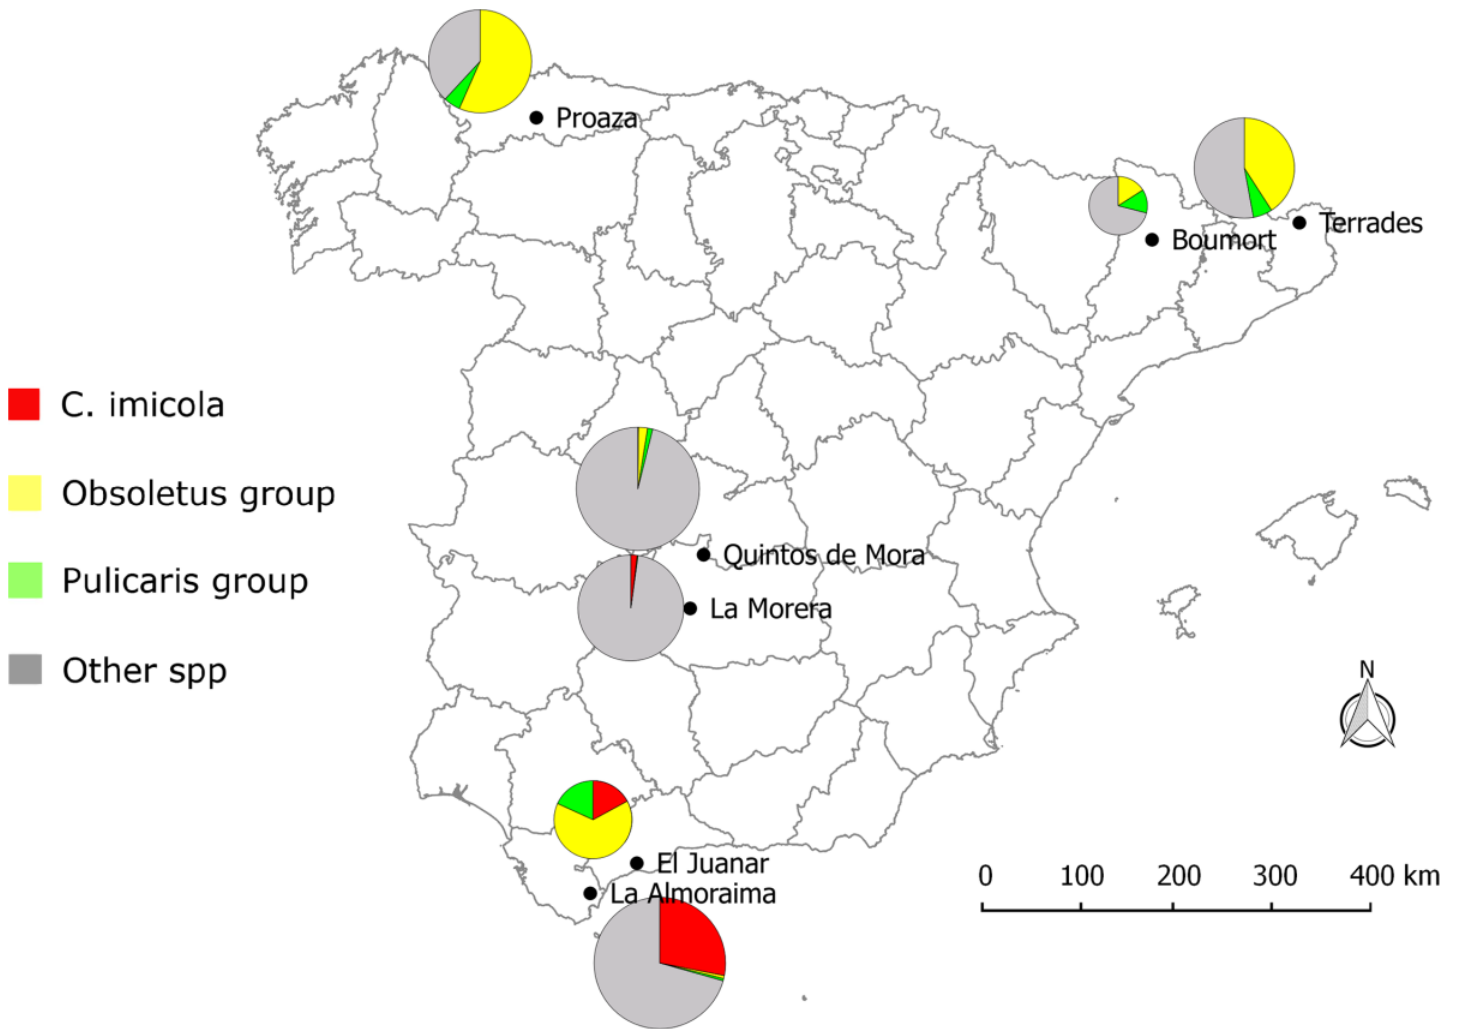 Proaza
Terrades
Boumort
C. imicola
Obsoletus group
Pulicaris group
Other spp
Quintos de Mora
La Morera
N
El Juanar
La Almoraima
0 100 200 300 400 km